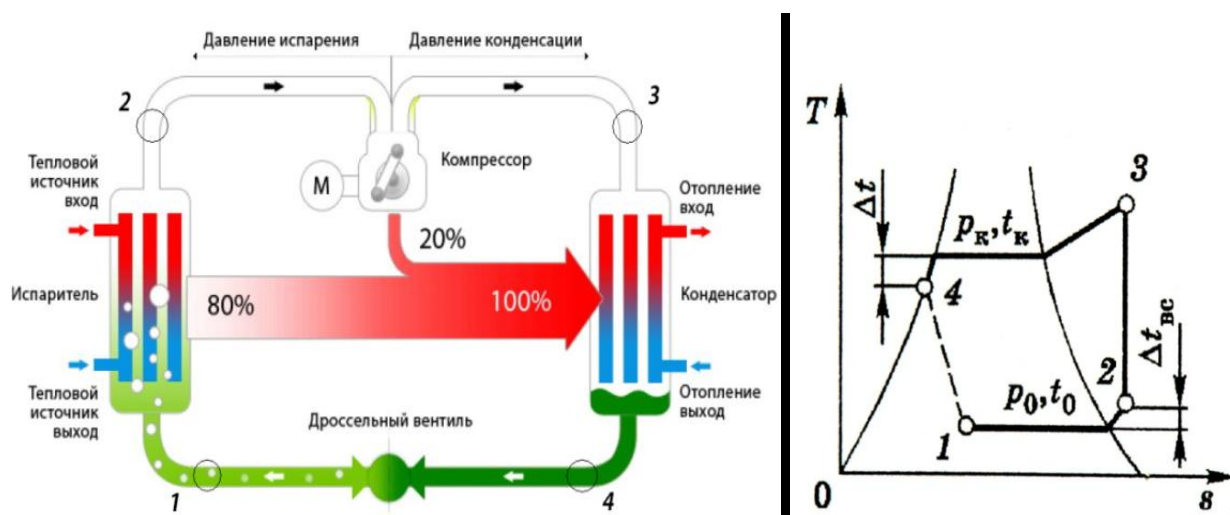 Давление испарения
Давление конденсации
2
3
Тепловой
источник
вход
Компрессор
М
Отопление
вход
20%
Испаритель
80%
100%
Конденсатор
Тепловой
источник
выход
Дроссельный вентиль
Отопление
выход
1
4
T
Δt
pк, tк
3
4
Δtвс
2
p0, t0
1
0
s